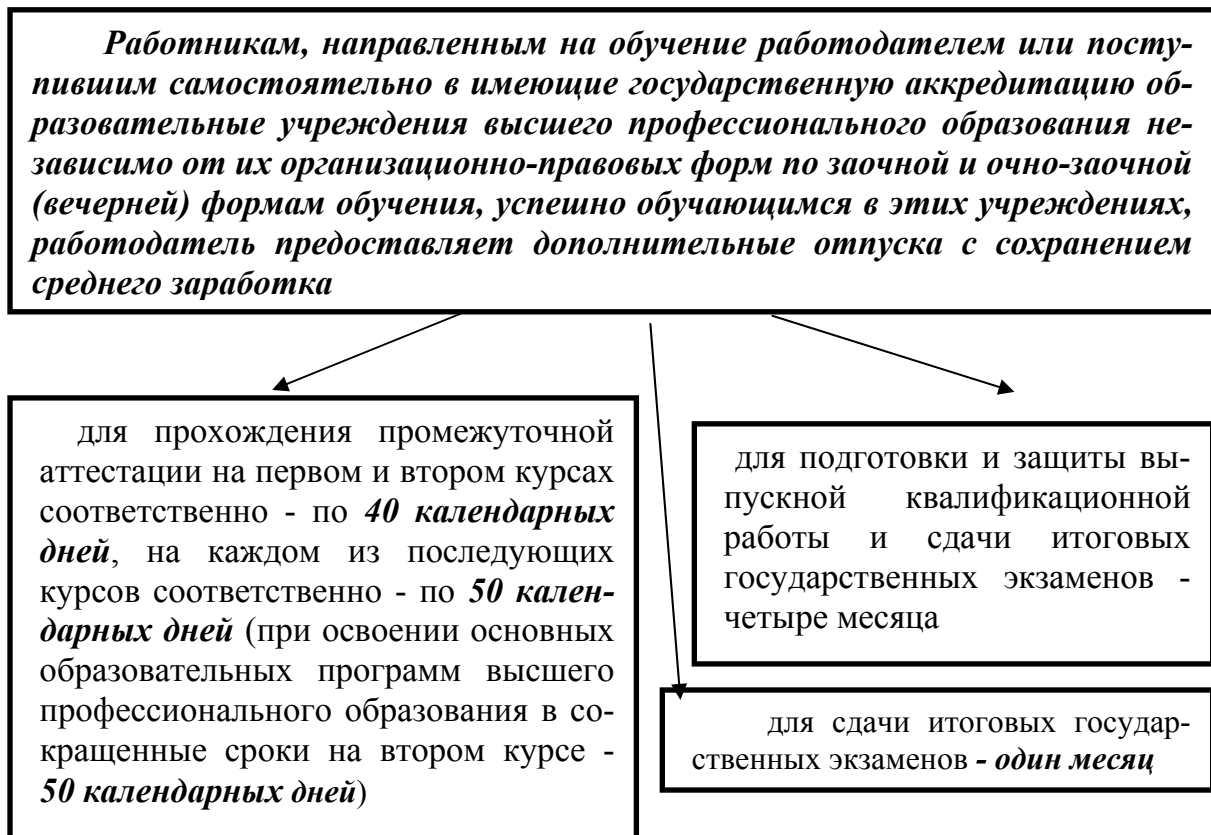 Работникам, направленным на обучение работодателем или посту-
пившим самостоятельно в имеющие государственную аккредитацию об-
разовательные учреждения высшего профессионального образования не-
зависимо от их организационно-правовых форм по заочной и очно-заочной
(вечерней) формам обучения, успешно обучающимся в этих учреждениях,
работодатель предоставляет дополнительные отпуска с сохранением
среднего заработка
для прохождения промежуточной
аттестации на первом и втором курсах
соответственно - по 40 календарных
дней, на каждом из последующих
курсов соответственно - по 50 кален-
дарных дней (при освоении основных
образовательных программ высшего
профессионального образования в со-
кращенные сроки на втором курсе -
50 календарных дней)
для подготовки и защиты вы-
пускной квалификационной
работы и сдачи итоговых
государственных экзаменов -
четыре месяца
для сдачи итоговых государ-
ственных экзаменов - один месяц